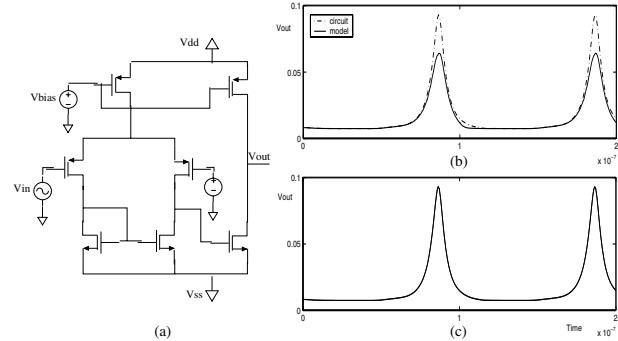 Vdd
Vbias
Vin
Vout
Vss
(a)
Vout
0.1
0.05
0
circuit
model
0
1
2
x 10⁻⁷
(b)
Vout
0.1
0.05
0
0
1
Time
2
x 10⁻⁷
(c)